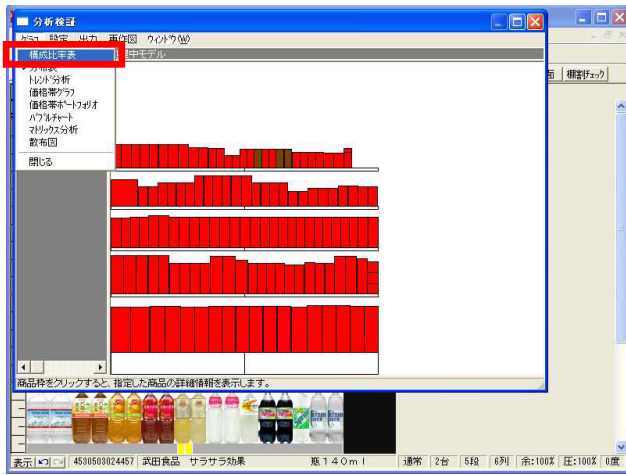 分析検証
グラフ 設定 出力 再作図 ウィンドウ(W)
構成比率表
中モデル
分布表
トレンド分析
価格帯グラフ
価格帯ポートフォリオ
バブルチャート
マトリックス分析
散布図
閉じる
面 棚割チェック
商品枠をクリックすると、指定した商品の詳細情報を表示します。
表示 4530503024457 武田食品 サラサラ効果 瓶140ml 通常 2台 5段 6列 余:100% 圧:100% 0度